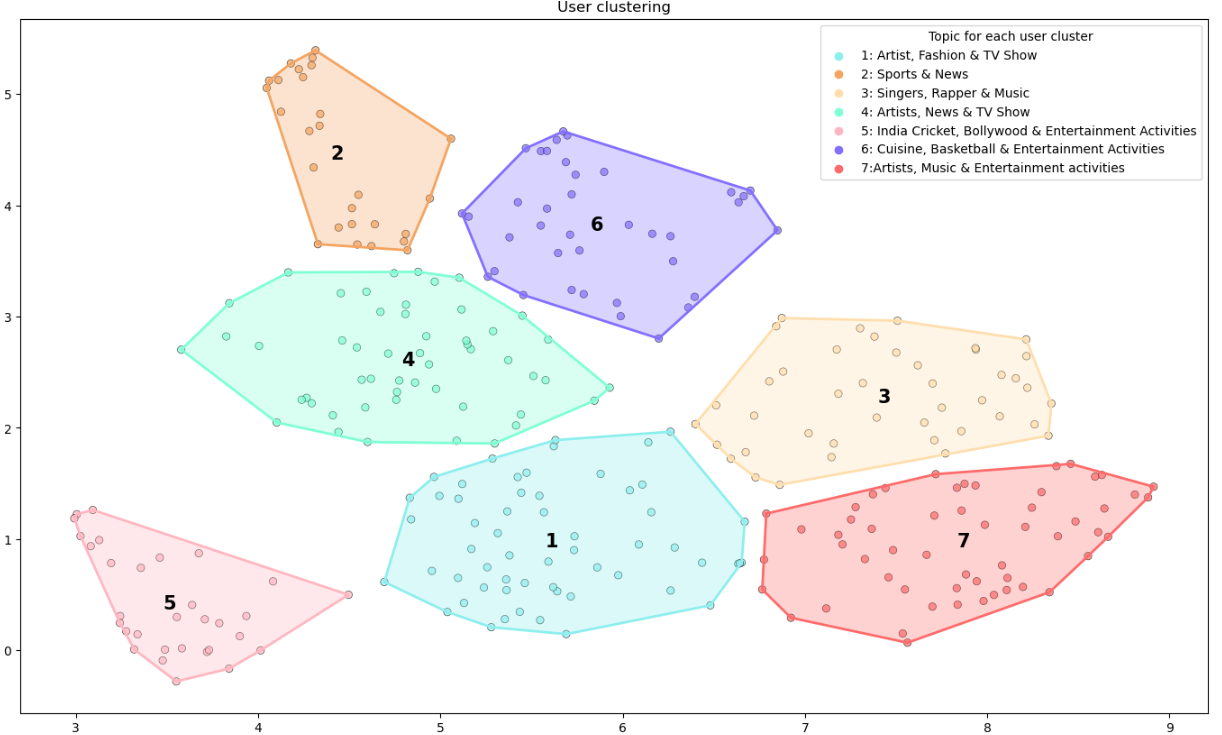 User clustering
Topic for each user cluster
1: Artist, Fashion & TV Show
2: Sports & News
3: Singers, Rapper & Music
4: Artists, News & TV Show
5: India Cricket, Bollywood & Entertainment Activities
6: Cuisine, Basketball & Entertainment Activities
7:Artists, Music & Entertainment activities
5
4
3
2
1
0
2
6
4
3
1
7
5
3 4 5 6 7 8 9